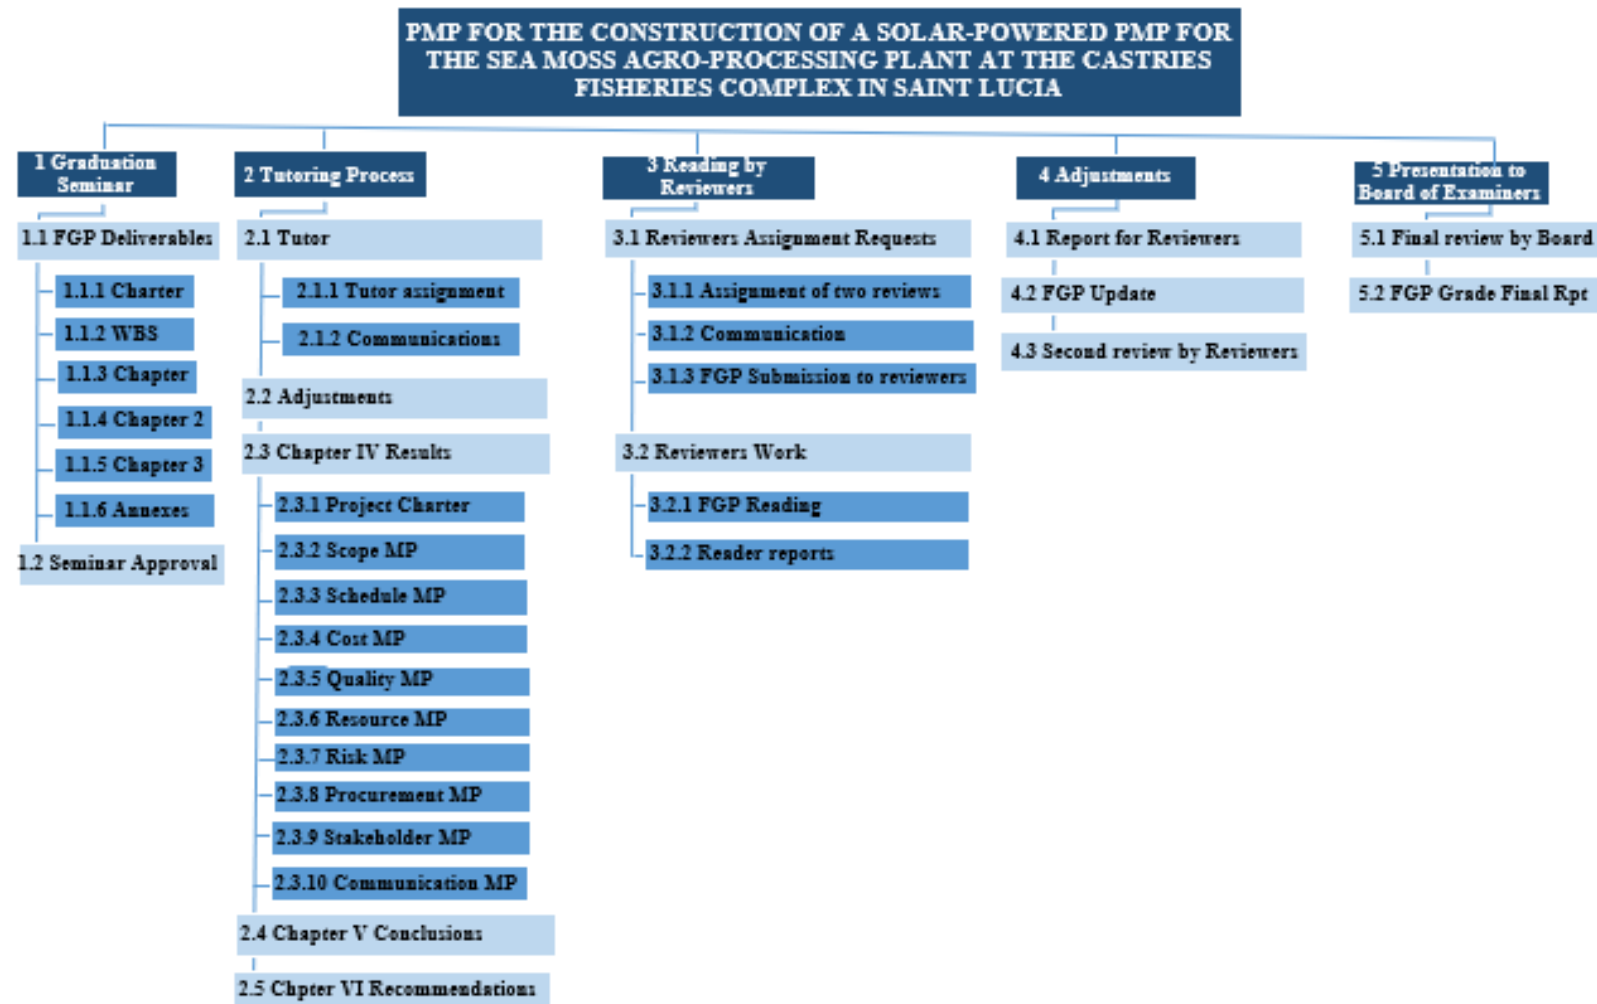 PMP FOR THE CONSTRUCTION OF A SOLAR-POWERED PMP FOR
THE SEA MOSS AGRO-PROCESSING PLANT AT THE CASTRIES
FISHERIES COMPLEX IN SAINT LUCIA
1 Graduation
Seminar
1.1 FGP Deliverables
1.1.1 Charter
1.1.2 WBS
1.1.3 Chapter
1.1.4 Chapter 2
1.1.5 Chapter 3
1.1.6 Annexes
1.2 Seminar Approval
2 Tutoring Process
2.1 Tutor
2.1.1 Tutor assignment
2.1.2 Communications
2.2 Adjustments
2.3 Chapter IV Results
2.3.1 Project Charter
2.3.2 Scope MP
2.3.3 Schedule MP
2.3.4 Cost MP
2.3.5 Quality MP
2.3.6 Resource MP
2.3.7 Risk MP
2.3.8 Procurement MP
2.3.9 Stakeholder MP
2.3.10 Communication MP
2.4 Chapter V Conclusions
2.5 Chpter VI Recommendations
3 Reading by
Reviewers
3.1 Reviewers Assignment Requests
3.1.1 Assignment of two reviews
3.1.2 Communication
3.1.3 FGP Submission to reviewers
3.2 Reviewers Work
3.2.1 FGP Reading
3.2.2 Reader reports
4 Adjustments
4.1 Report for Reviewers
4.2 FGP Update
4.3 Second review by Reviewers
5 Presentation to
Board of Examiners
5.1 Final review by Board
5.2 FGP Grade Final Rpt